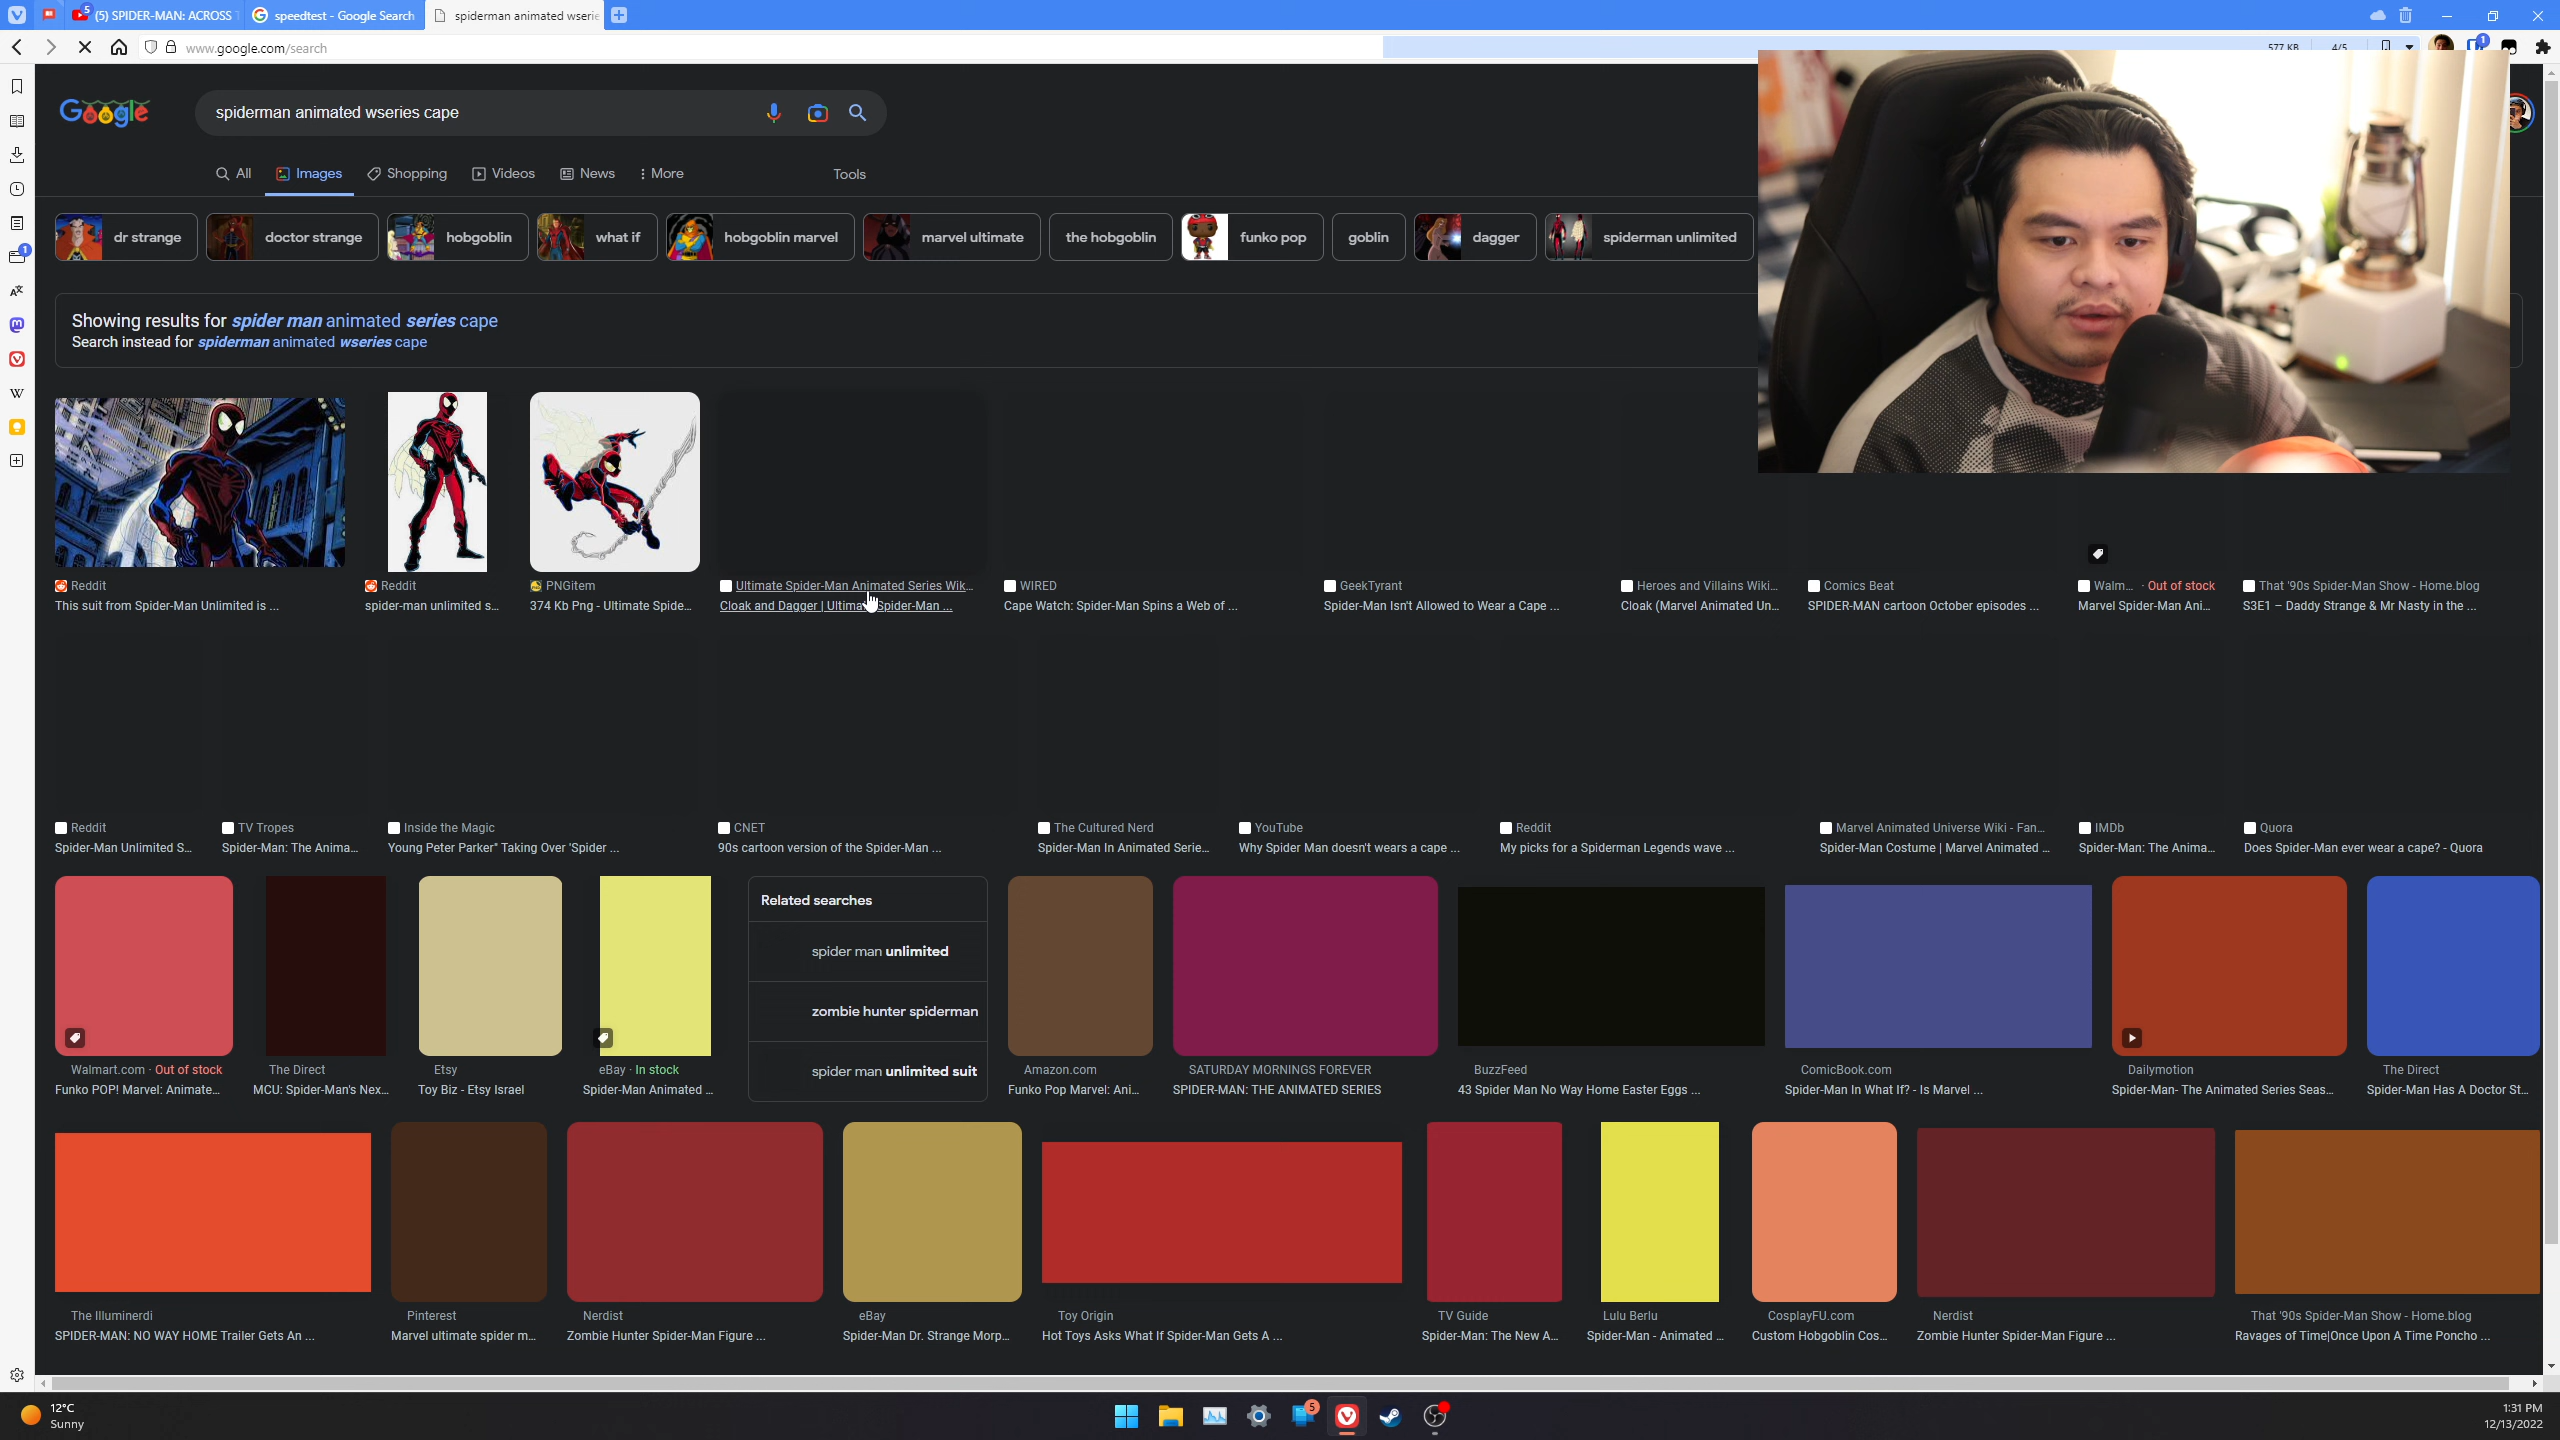 5
(5) SPIDER-MAN: ACROSS
speedtest - Google Search
spiderman animated wserie
www.google.com/search
577 KB
4/5
1
Google
spiderman animated wseries cape
All
Images
Shopping
Videos
News
More
Tools
dr strange
doctor strange
hobgoblin
what if
hobgoblin marvel
marvel ultimate
the hobgoblin
funko pop
goblin
dagger
spiderman unlimited
1
Showing results for spider man animated series cape
Search instead for spiderman animated wseries cape
Reddit
This suit from Spider-Man Unlimited is ...
Reddit
spider-man unlimited s...
PNGitem
374 Kb Png - Ultimate Spide...
Ultimate Spider-Man Animated Series Wik...
Cloak and Dagger | Ultimate Spider-Man ...
WIRED
Cape Watch: Spider-Man Spins a Web of ...
GeekTyrant
Spider-Man Isn't Allowed to Wear a Cape ...
Heroes and Villains Wiki...
Cloak (Marvel Animated Un...
Comics Beat
SPIDER-MAN cartoon October episodes ...
Walm... · Out of stock
Marvel Spider-Man Ani...
That '90s Spider-Man Show - Home.blog
S3E1 – Daddy Strange & Mr Nasty in the ...
Reddit
Spider-Man Unlimited S...
TV Tropes
Spider-Man: The Anima...
Inside the Magic
Young Peter Parker" Taking Over 'Spider ...
CNET
90s cartoon version of the Spider-Man ...
The Cultured Nerd
Spider-Man In Animated Serie...
YouTube
Why Spider Man doesn't wears a cape ...
Reddit
My picks for a Spiderman Legends wave ...
Marvel Animated Universe Wiki - Fan...
Spider-Man Costume | Marvel Animated ...
IMDb
Spider-Man: The Anima...
Quora
Does Spider-Man ever wear a cape? - Quora
Walmart.com · Out of stock
Funko POP! Marvel: Animate...
The Direct
MCU: Spider-Man's Nex...
Etsy
Toy Biz - Etsy Israel
eBay · In stock
Spider-Man Animated ...
Related searches
spider man unlimited
zombie hunter spiderman
spider man unlimited suit
Amazon.com
Funko Pop Marvel: Ani...
SATURDAY MORNINGS FOREVER
SPIDER-MAN: THE ANIMATED SERIES
BuzzFeed
43 Spider Man No Way Home Easter Eggs ...
ComicBook.com
Spider-Man In What If? - Is Marvel ...
Dailymotion
Spider-Man- The Animated Series Seas...
The Direct
Spider-Man Has A Doctor St...
The Illuminerdi
SPIDER-MAN: NO WAY HOME Trailer Gets An ...
Pinterest
Marvel ultimate spider m...
Nerdist
Zombie Hunter Spider-Man Figure ...
eBay
Spider-Man Dr. Strange Morp...
Toy Origin
Hot Toys Asks What If Spider-Man Gets A ...
TV Guide
Spider-Man: The New A...
Lulu Berlu
Spider-Man - Animated ...
CosplayFU.com
Custom Hobgoblin Cos...
Nerdist
Zombie Hunter Spider-Man Figure ...
That '90s Spider-Man Show - Home.blog
Ravages of Time|Once Upon A Time Poncho ...
12°C
Sunny
5
1:31 PM
12/13/2022